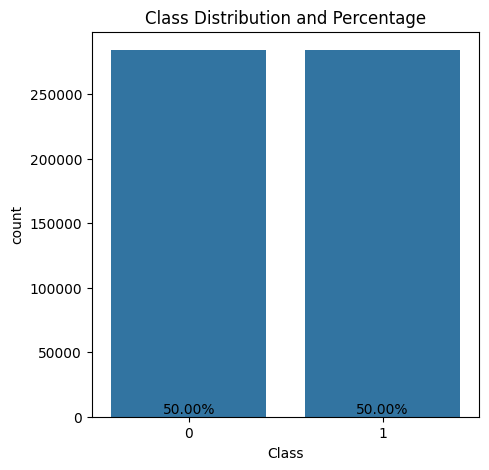 Class Distribution and Percentage
count
250000
200000
150000
100000
50000
0
50.00% 50.00%
0 1
Class